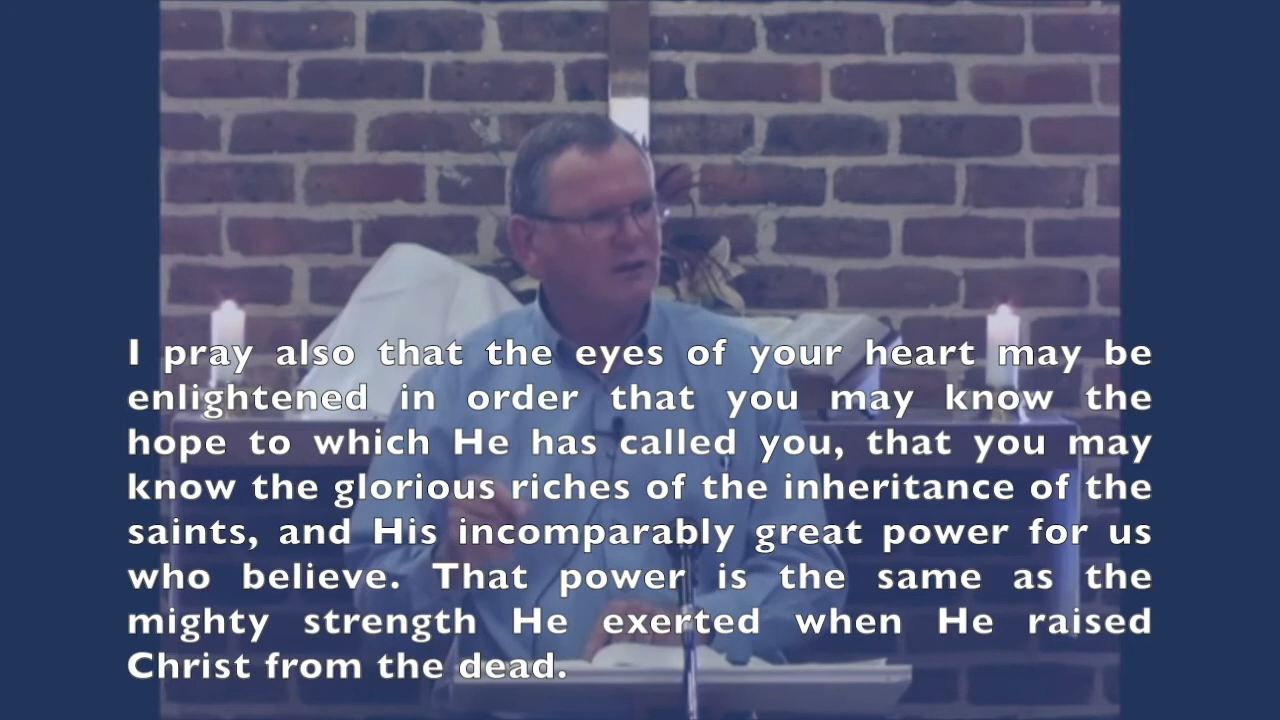 I pray also that the eyes of your heart may be
enlightened in order that you may know the
hope to which He has called you, that you may
know the glorious riches of the inheritance of the
saints, and His incomparably great power for us
who believe. That power is the same as the
mighty strength He exerted when He raised
Christ from the dead.